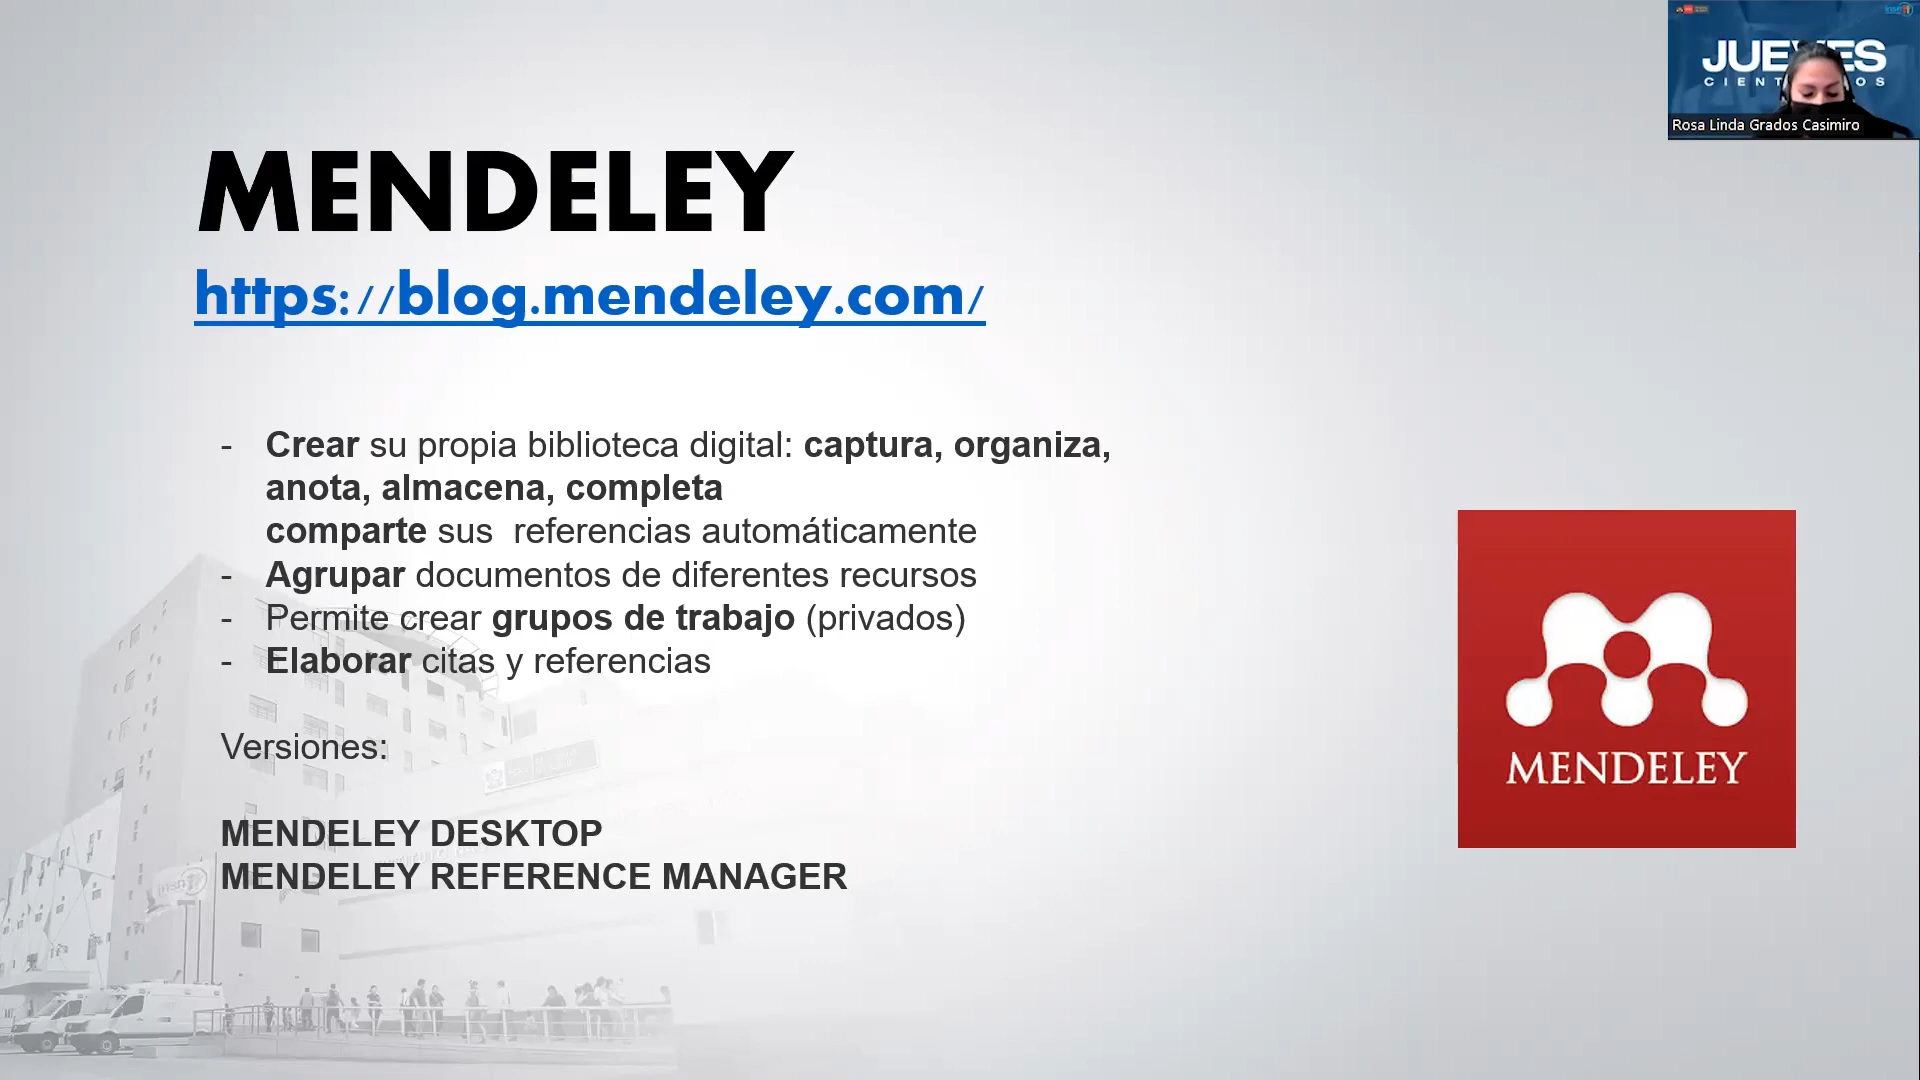 MENDELEY
https://blog.mendeley.com/
- Crear su propia biblioteca digital: captura, organiza,
anota, almacena, completa
comparte sus  referencias automáticamente
- Agrupar documentos de diferentes recursos
- Permite crear grupos de trabajo (privados)
- Elaborar citas y referencias
Versiones:
MENDELEY DESKTOP
MENDELEY REFERENCE MANAGER
MENDELEY
Rosa Linda Grados Casimiro